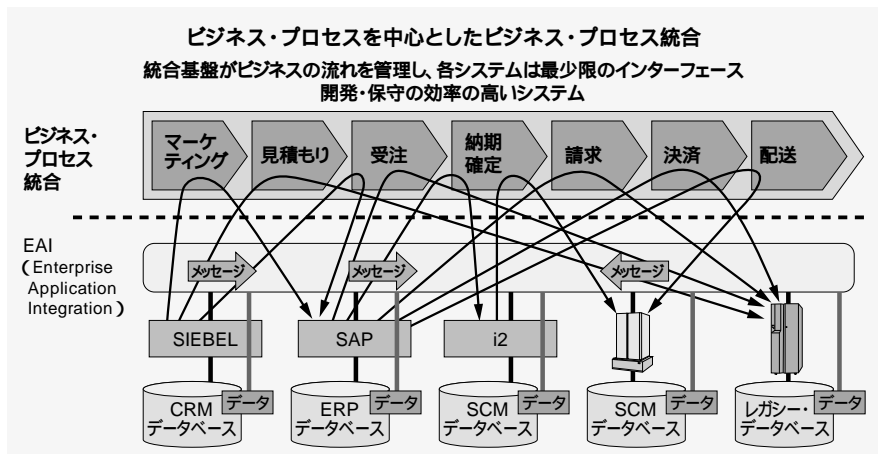 ビジネス・プロセスを中心としたビジネス・プロセス統合
統合基盤がビジネスの流れを管理し、各システムは最少限のインターフェース
開発・保守の効率の高いシステム
ビジネス・
プロセス
統合
マーケ
ティング
見積もり
受注
納期
確定
請求
決済
配送
EAI
(Enterprise
Application
Integration)
メッセージ
メッセージ
メッセージ
SIEBEL
SAP
i2
CRM
データベース
データ
ERP
データベース
データ
SCM
データベース
データ
SCM
データベース
データ
レガシー・
データベース
データ